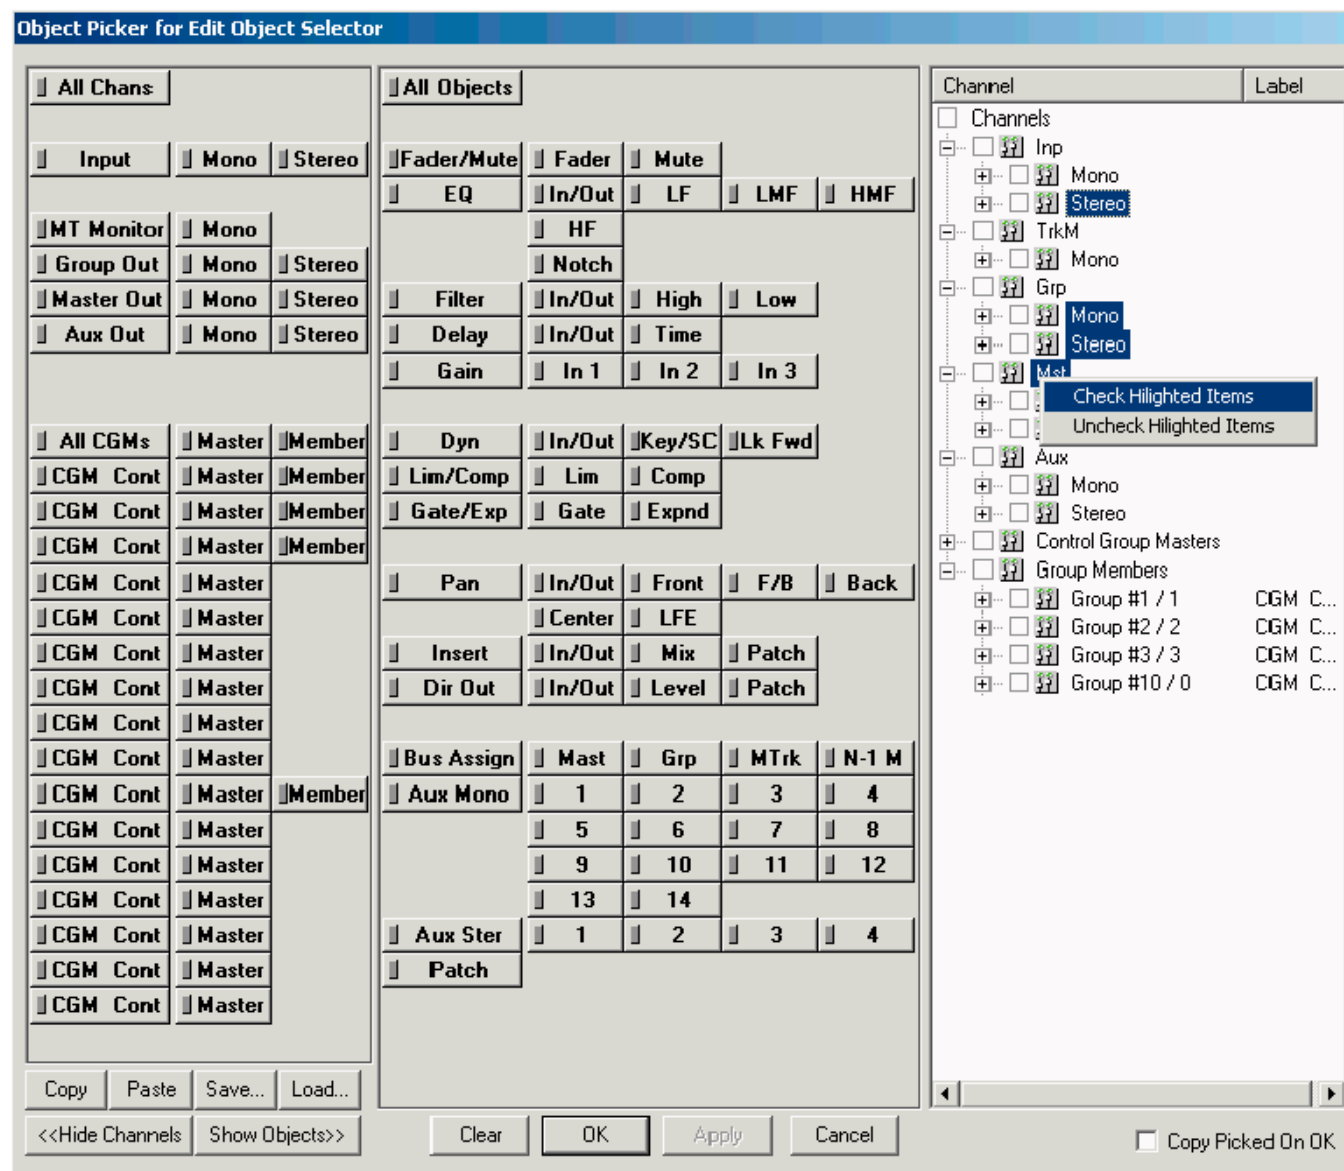 Object Picker for Edit Object Selector
All Chans
Input Mono Stereo
MT Monitor Mono
Group Out Mono Stereo
Master Out Mono Stereo
Aux Out Mono Stereo
All CGMs Master Member
CGM Cont Master Member
CGM Cont Master Member
CGM Cont Master Member
CGM Cont Master
CGM Cont Master
CGM Cont Master
CGM Cont Master
CGM Cont Master
CGM Cont Master
CGM Cont Master Member
CGM Cont Master
CGM Cont Master
CGM Cont Master
CGM Cont Master
CGM Cont Master
CGM Cont Master
All Objects
Fader/Mute Fader Mute
EQ In/Out LF LMF HMF
HF
Notch
Filter In/Out High Low
Delay In/Out Time
Gain In 1 In 2 In 3
Dyn In/Out Key/SC Lk Fwd
Lim/Comp Lim Comp
Gate/Exp Gate Expnd
Pan In/Out Front F/B Back
Center LFE
Insert In/Out Mix Patch
Dir Out In/Out Level Patch
Bus Assign Mast Grp MTrk N-1 M
Aux Mono 1 2 3 4
5 6 7 8
9 10 11 12
13 14
Aux Ster 1 2 3 4
Patch
Channel Label
Channels
Inp
Mono
Stereo
TrkM
Mono
Grp
Mono
Stereo
Mst
Check Hilighted Items
Uncheck Hilighted Items
Aux
Mono
Stereo
Control Group Masters
Group Members
Group #1 / 1 CGM C...
Group #2 / 2 CGM C...
Group #3 / 3 CGM C...
Group #10 / 0 CGM C...
Copy Paste Save... Load...
<<Hide Channels Show Objects>> Clear OK Apply Cancel Copy Picked On OK